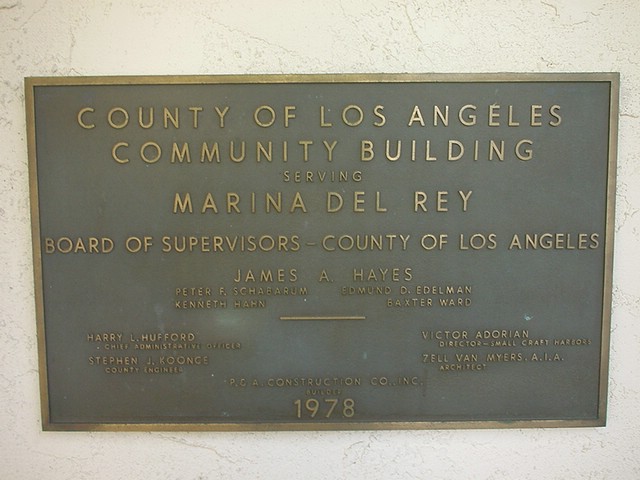 COUNTY OF LOS ANGELES
COMMUNITY BUILDING
SERVING
MARINA DEL REY
BOARD OF SUPERVISORS - COUNTY OF LOS ANGELES
JAMES A. HAYES
PETER F. SCHABARUM EDMUND D. EDELMAN
KENNETH HAHN BAXTER WARD
HARRY L. HUFFORD VICTOR ADORIAN
CHIEF ADMINISTRATIVE OFFICER DIRECTOR - SMALL CRAFT HARBORS
STEPHEN J. KOONCE ZELL VAN MYERS, A.I.A.
COUNTY ENGINEER ARCHITECT
CONSTRUCTION CO., INC.
BUILDER
1978